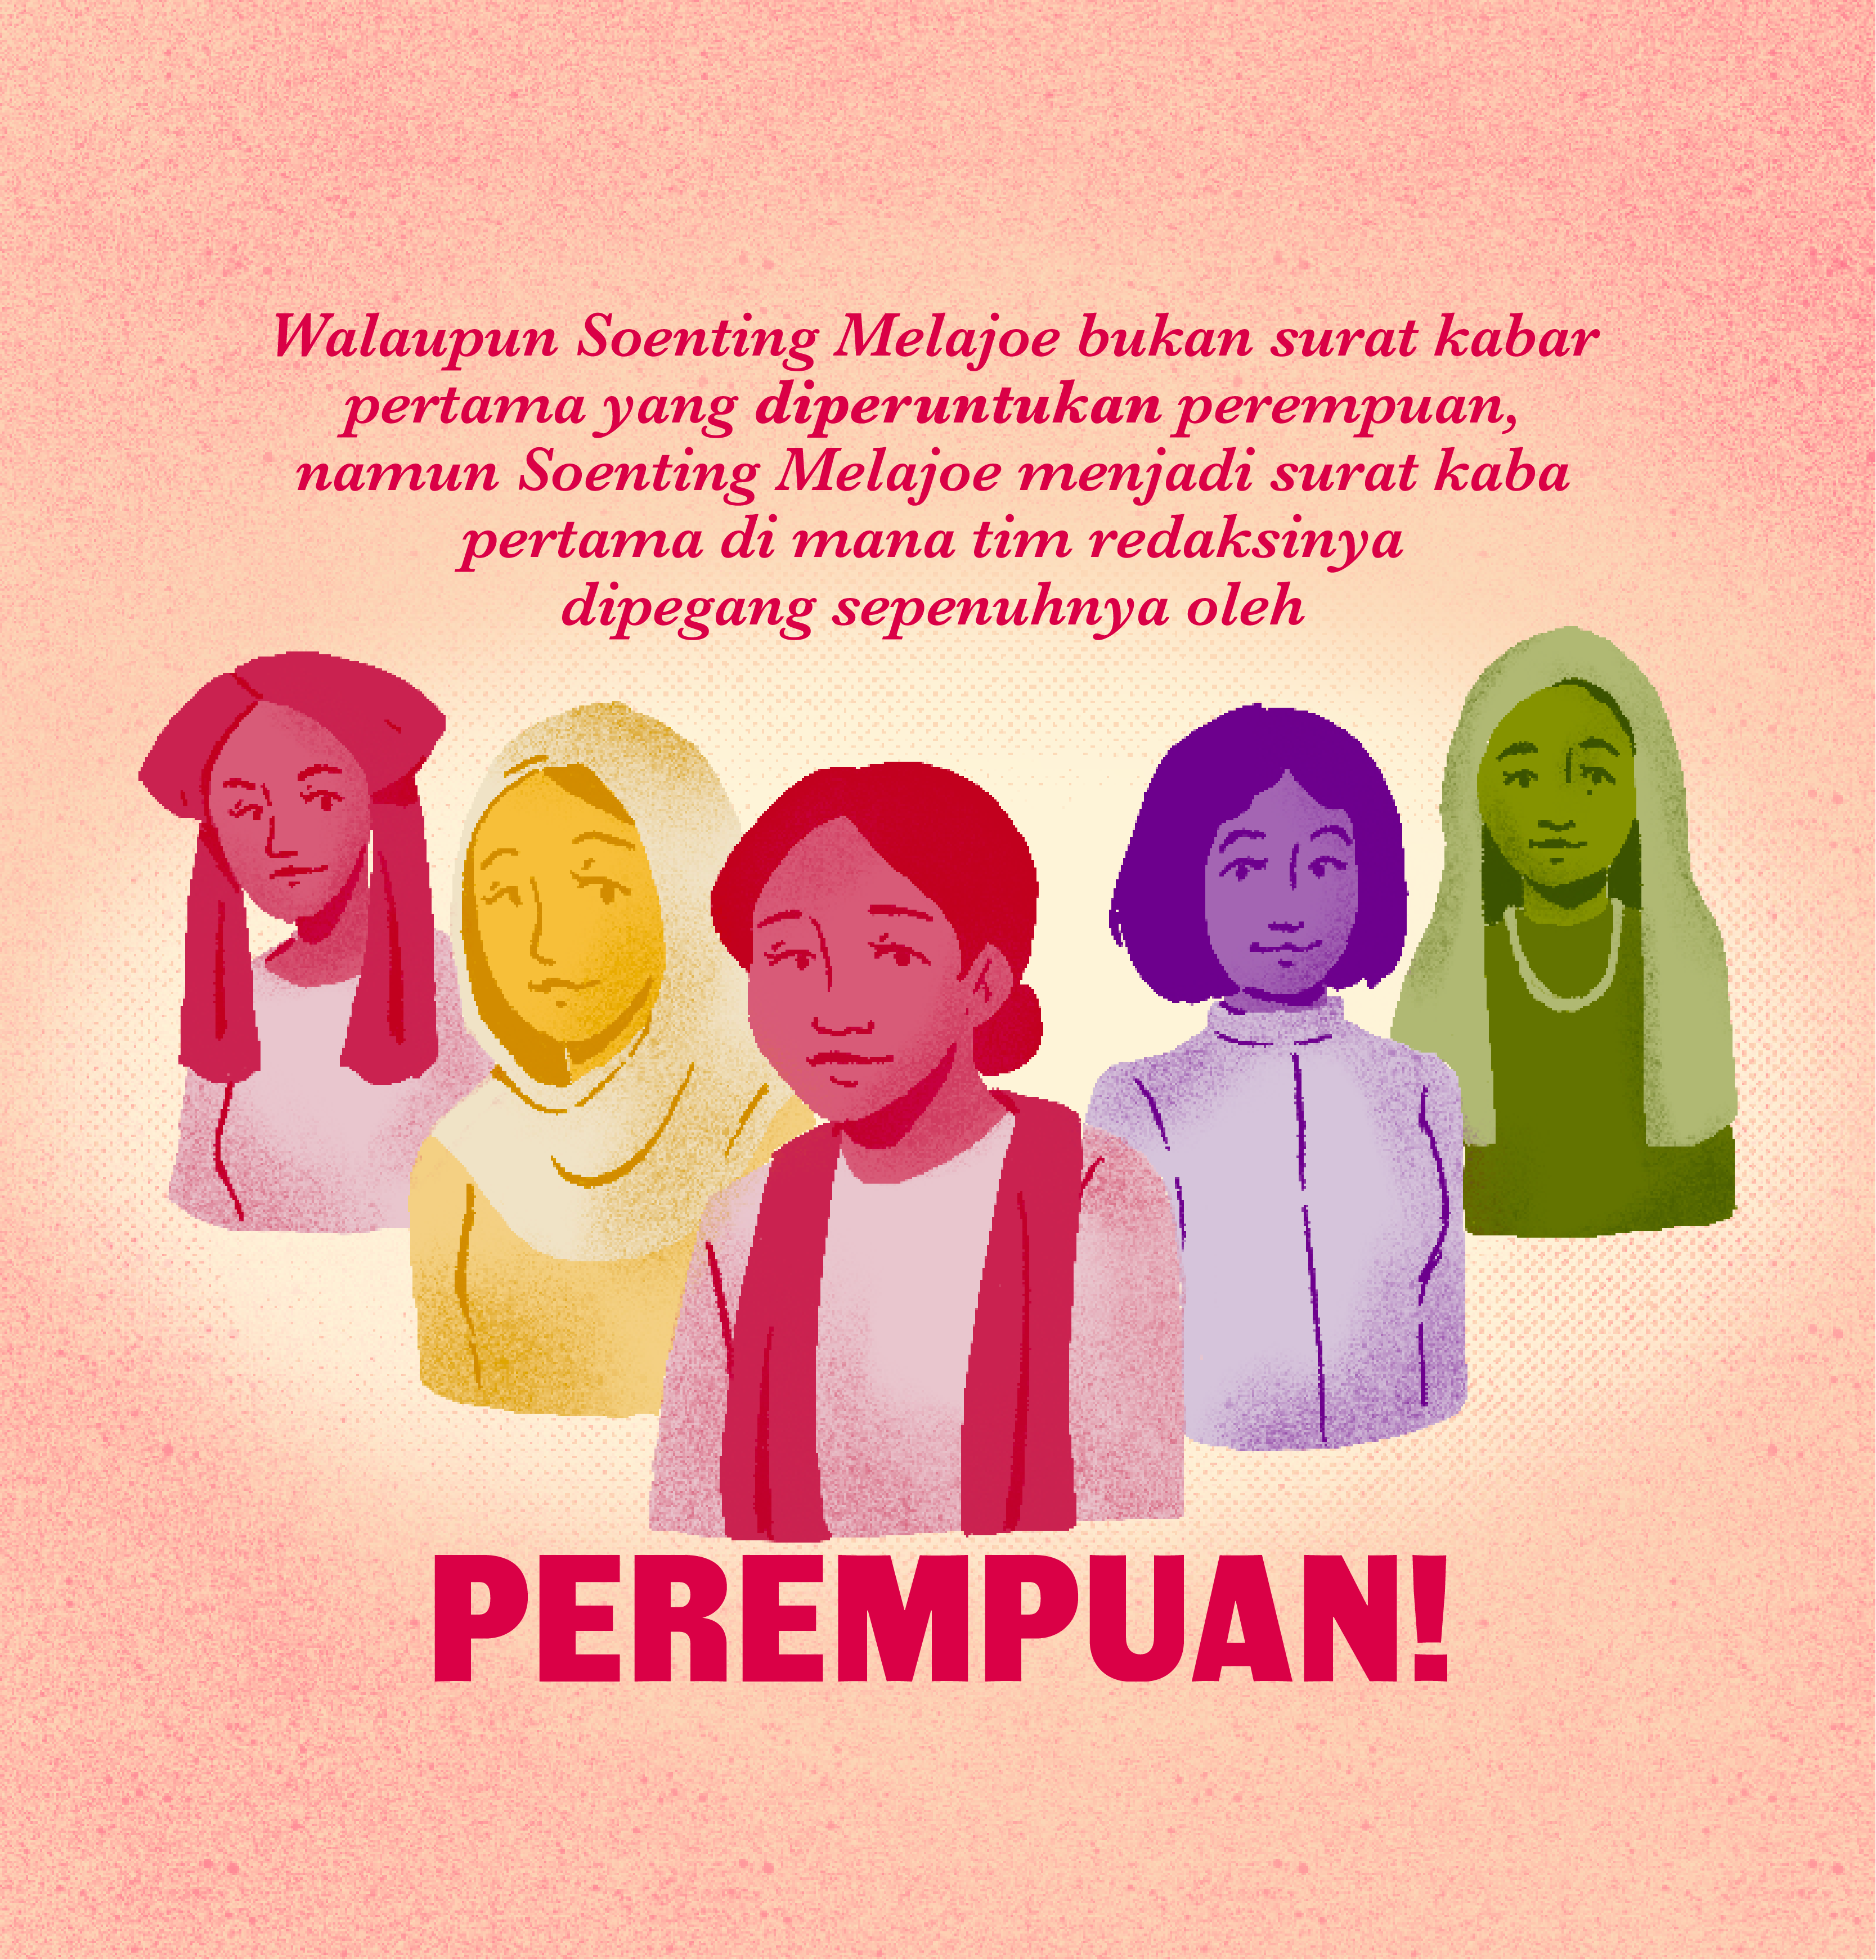 Walaupun Soenting Melajoe bukan surat kabar
pertama yang diperuntukan perempuan,
namun Soenting Melajoe menjadi surat kaba
pertama di mana tim redaksinya
dipegang sepenuhnya oleh
PEREMPUAN!